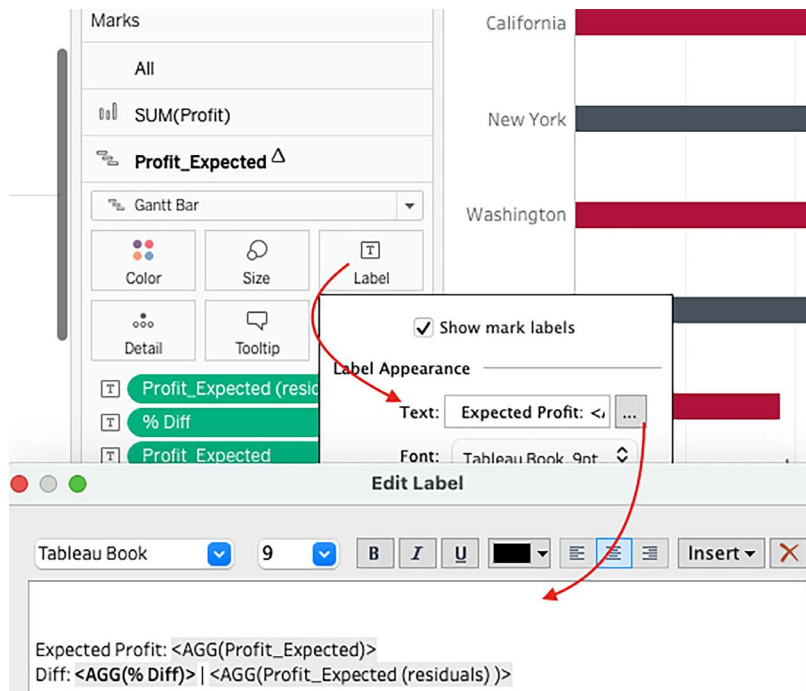 Marks
All
SUM(Profit)
Profit_Expected Δ
Gantt Bar
Color
Size
Label
Detail
Tooltip
Profit_Expected (resid
% Diff
Profit_Expected
California
New York
Washington
Show mark labels
Label Appearance
Text: Expected Profit: </ ...
Font: Tableau Book, 9pt
Edit Label
Tableau Book 9 B I U Insert
Expected Profit: <AGG(Profit_Expected)>
Diff: <AGG(% Diff)> | <AGG(Profit_Expected (residuals) )>